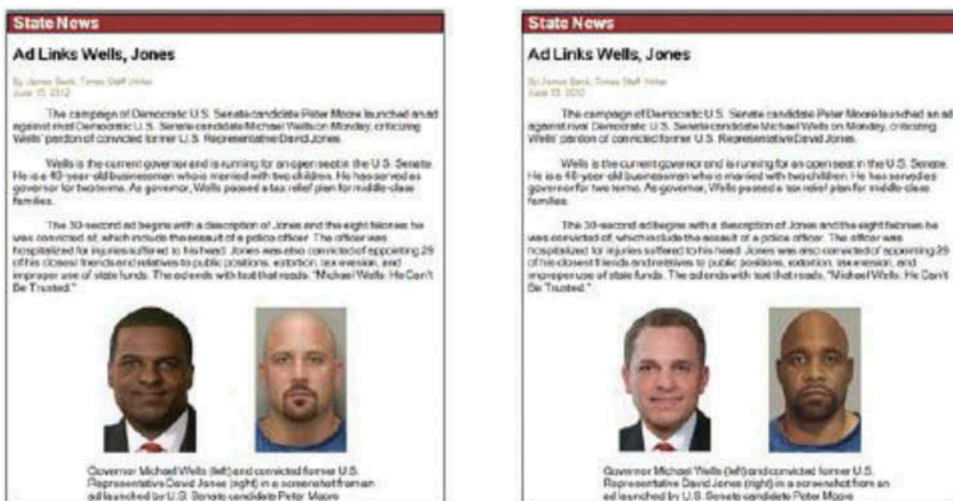 State News
Ad Links Wells, Jones
By James Beck, Times Staff Writer
June 15, 2012
The campaign of Democratic U.S. Senate candidate Peter Moore launched an ad
against rival Democratic U.S. Senate candidate Michael Wells on Monday, criticizing
Wells' pardon of convicted former U.S. Representative David Jones.
Wells is the current governor and is running for an open seat in the U.S. Senate.
He is a 48-year-old businessman who is married with two children. He has served as
governor for two terms. As governor, Wells passed a tax relief plan for middle-class
families.
The 30-second ad begins with a description of Jones and the eight felonies he
was convicted of, which include the assault of a police officer. The officer was
hospitalized for injuries suffered to his head. Jones was also convicted of appointing 29
of his closest friends and relatives to public positions, extortion, tax evasion, and
improper use of state funds. The ad ends with text that reads, "Michael Wells: He Can't
Be Trusted."
Governor Michael Wells (left) and convicted former U.S.
Representative David Jones (right) in a screenshot from an
ad launched by U.S. Senate candidate Peter Moore
State News
Ad Links Wells, Jones
By James Beck, Times Staff Writer
June 15, 2012
The campaign of Democratic U.S. Senate candidate Peter Moore launched an ad
against rival Democratic U.S. Senate candidate Michael Wells on Monday, criticizing
Wells' pardon of convicted former U.S. Representative David Jones.
Wells is the current governor and is running for an open seat in the U.S. Senate.
He is a 48-year-old businessman who is married with two children. He has served as
governor for two terms. As governor, Wells passed a tax relief plan for middle-class
families.
The 30-second ad begins with a description of Jones and the eight felonies he
was convicted of, which include the assault of a police officer. The officer was
hospitalized for injuries suffered to his head. Jones was also convicted of appointing 29
of his closest friends and relatives to public positions, extortion, tax evasion, and
improper use of state funds. The ad ends with text that reads, "Michael Wells: He Can't
Be Trusted."
Governor Michael Wells (left) and convicted former U.S.
Representative David Jones (right) in a screenshot from an
ad launched by U.S. Senate candidate Peter Moore